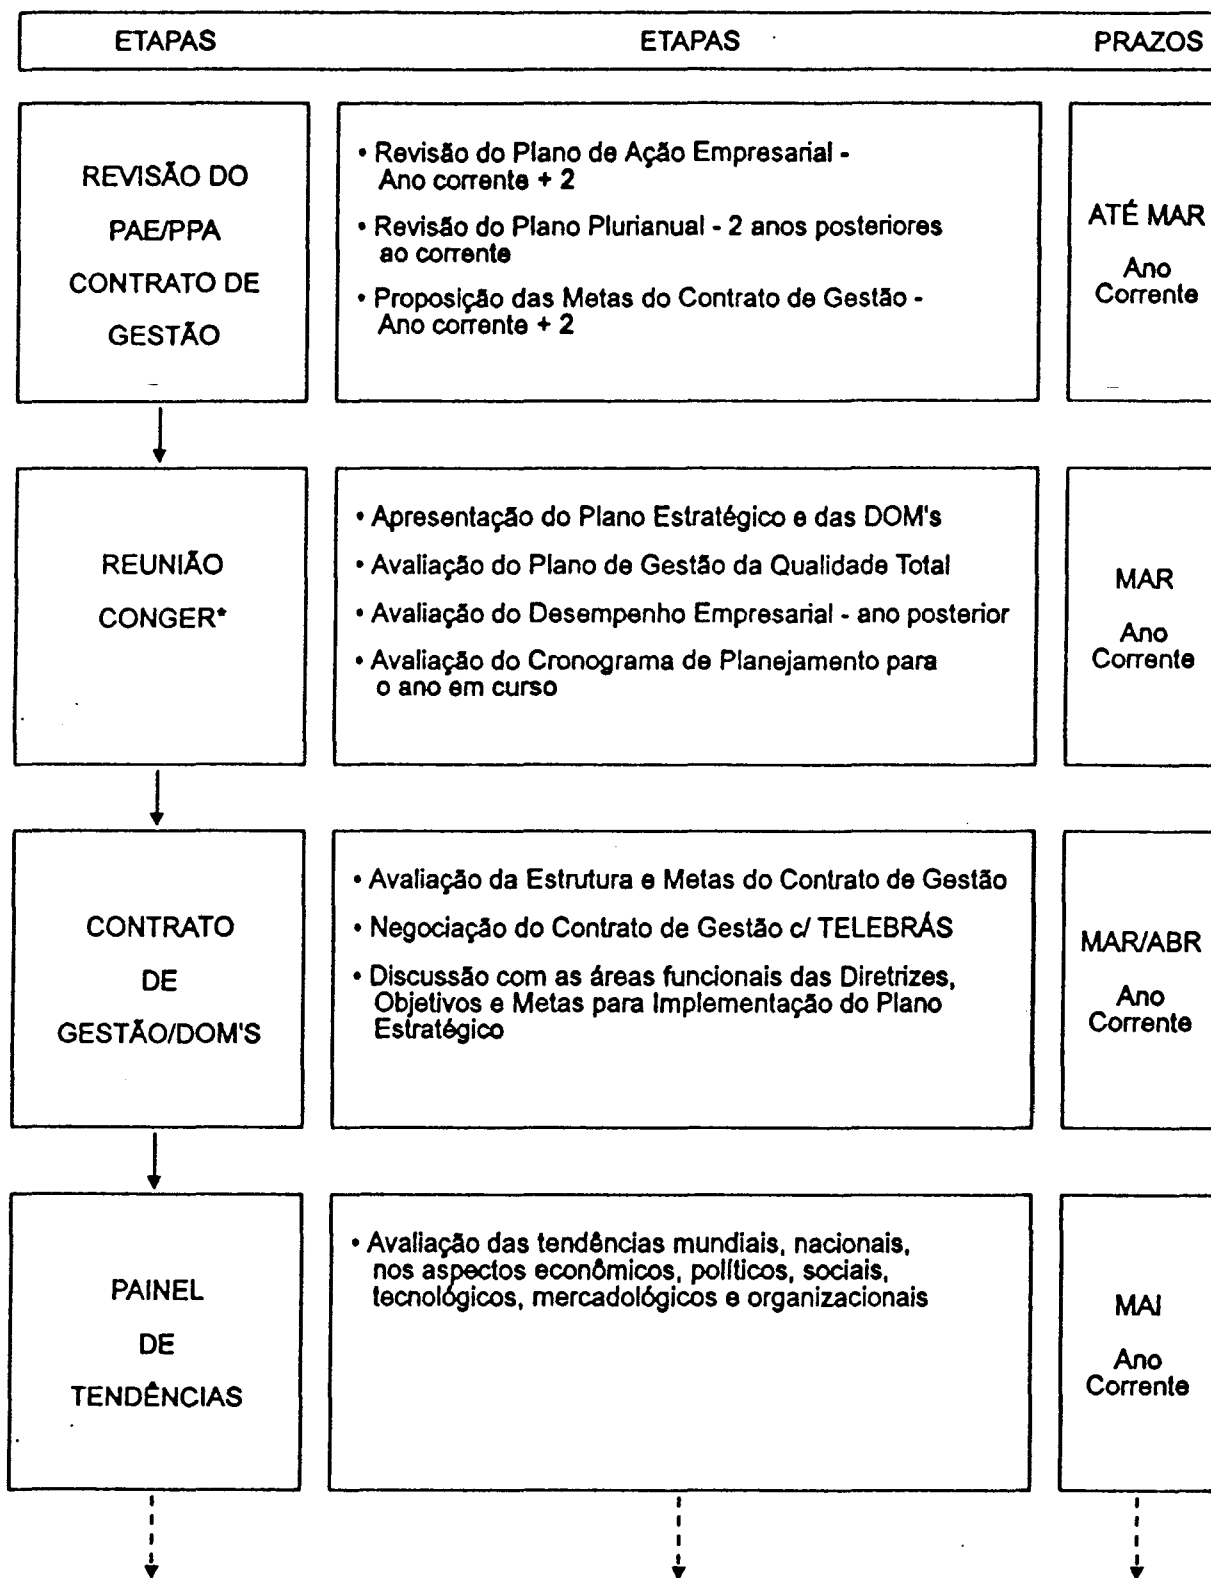 ETAPAS ETAPAS PRAZOS
REVISÃO DO
PAE/PPA
CONTRATO DE
GESTÃO
• Revisão do Plano de Ação Empresarial -
Ano corrente + 2
• Revisão do Plano Plurianual - 2 anos posteriores
ao corrente
• Proposição das Metas do Contrato de Gestão -
Ano corrente + 2
ATÉ MAR
Ano
Corrente
REUNIÃO
CONGER*
• Apresentação do Plano Estratégico e das DOM's
• Avaliação do Plano de Gestão da Qualidade Total
• Avaliação do Desempenho Empresarial - ano posterior
• Avaliação do Cronograma de Planejamento para
o ano em curso
MAR
Ano
Corrente
CONTRATO
DE
GESTÃO/DOM'S
• Avaliação da Estrutura e Metas do Contrato de Gestão
• Negociação do Contrato de Gestão c/ TELEBRÁS
• Discussão com as áreas funcionais das Diretrizes,
Objetivos e Metas para Implementação do Plano
Estratégico
MAR/ABR
Ano
Corrente
PAINEL
DE
TENDÊNCIAS
• Avaliação das tendências mundiais, nacionais,
nos aspectos econômicos, políticos, sociais,
tecnológicos, mercadológicos e organizacionais
MAI
Ano
Corrente